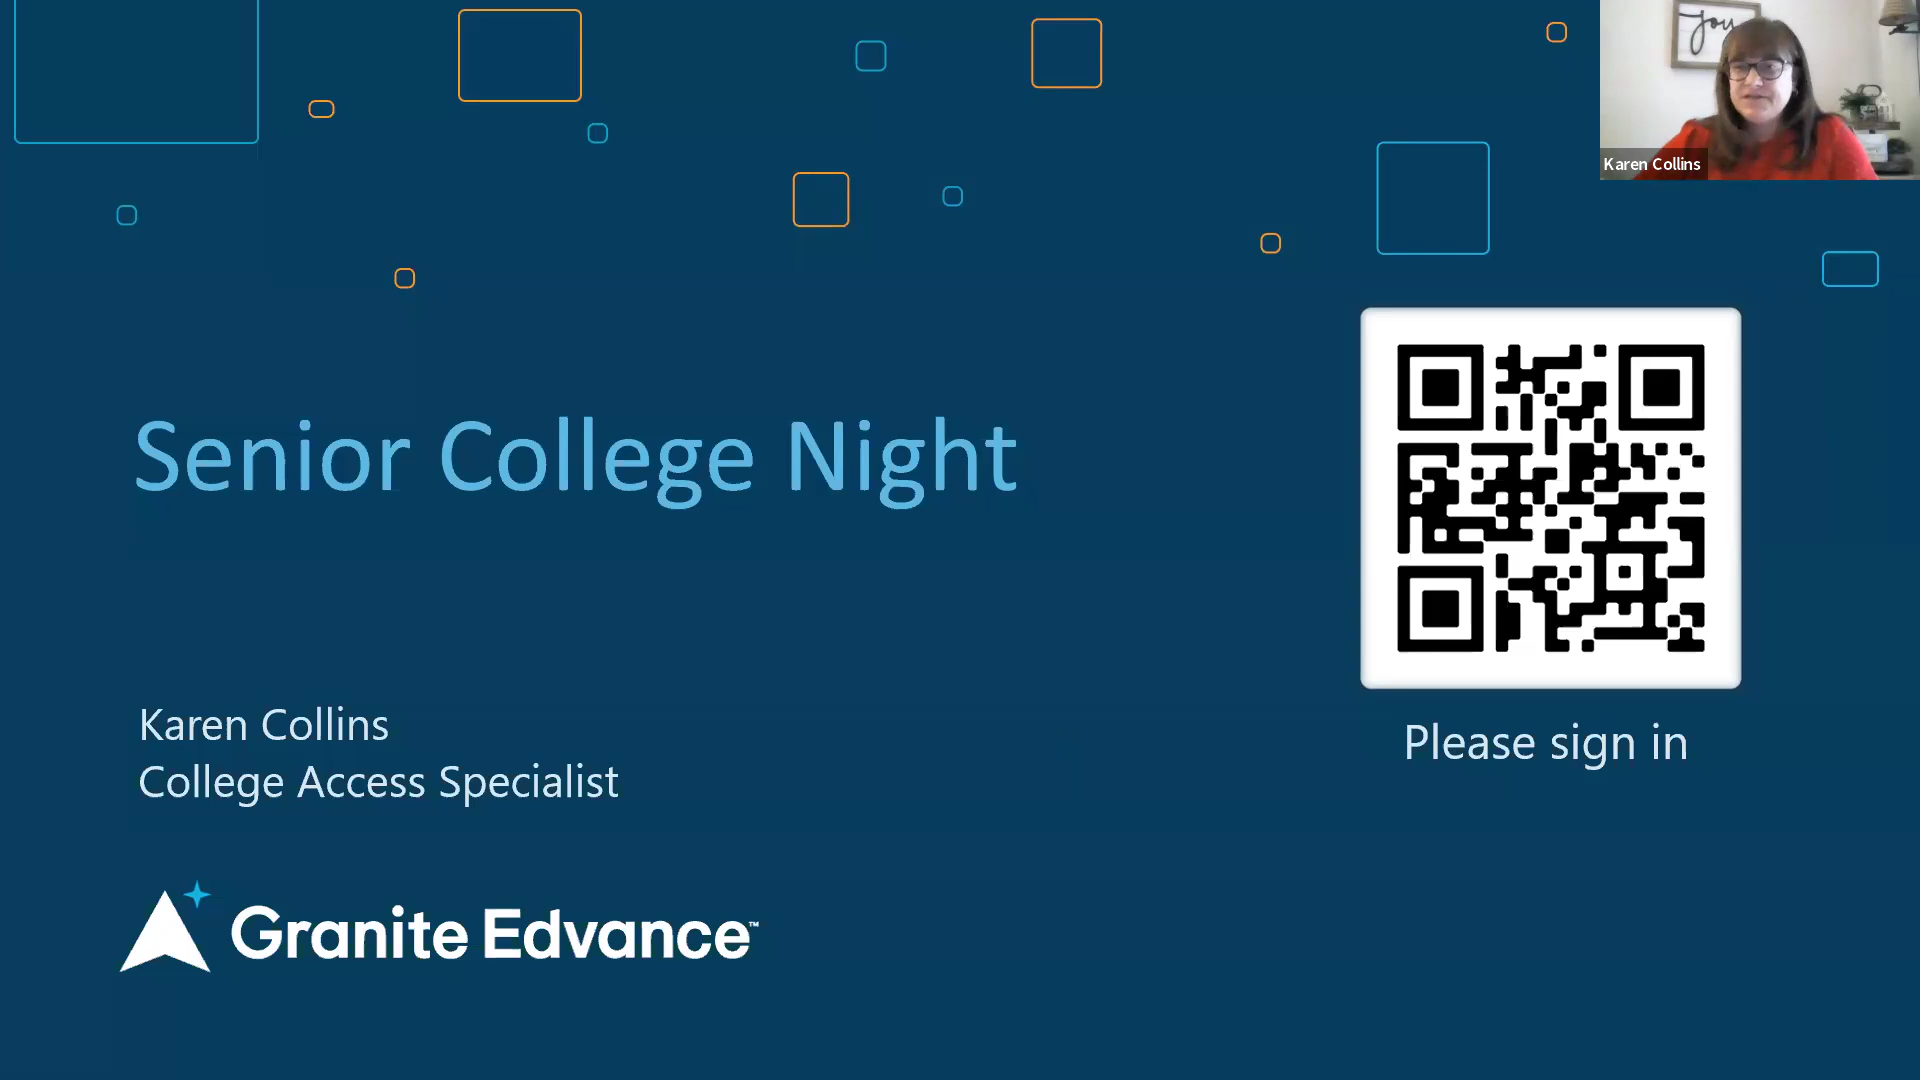 Karen Collins
Senior College Night
Karen Collins
College Access Specialist
Please sign in
Granite Edvance™